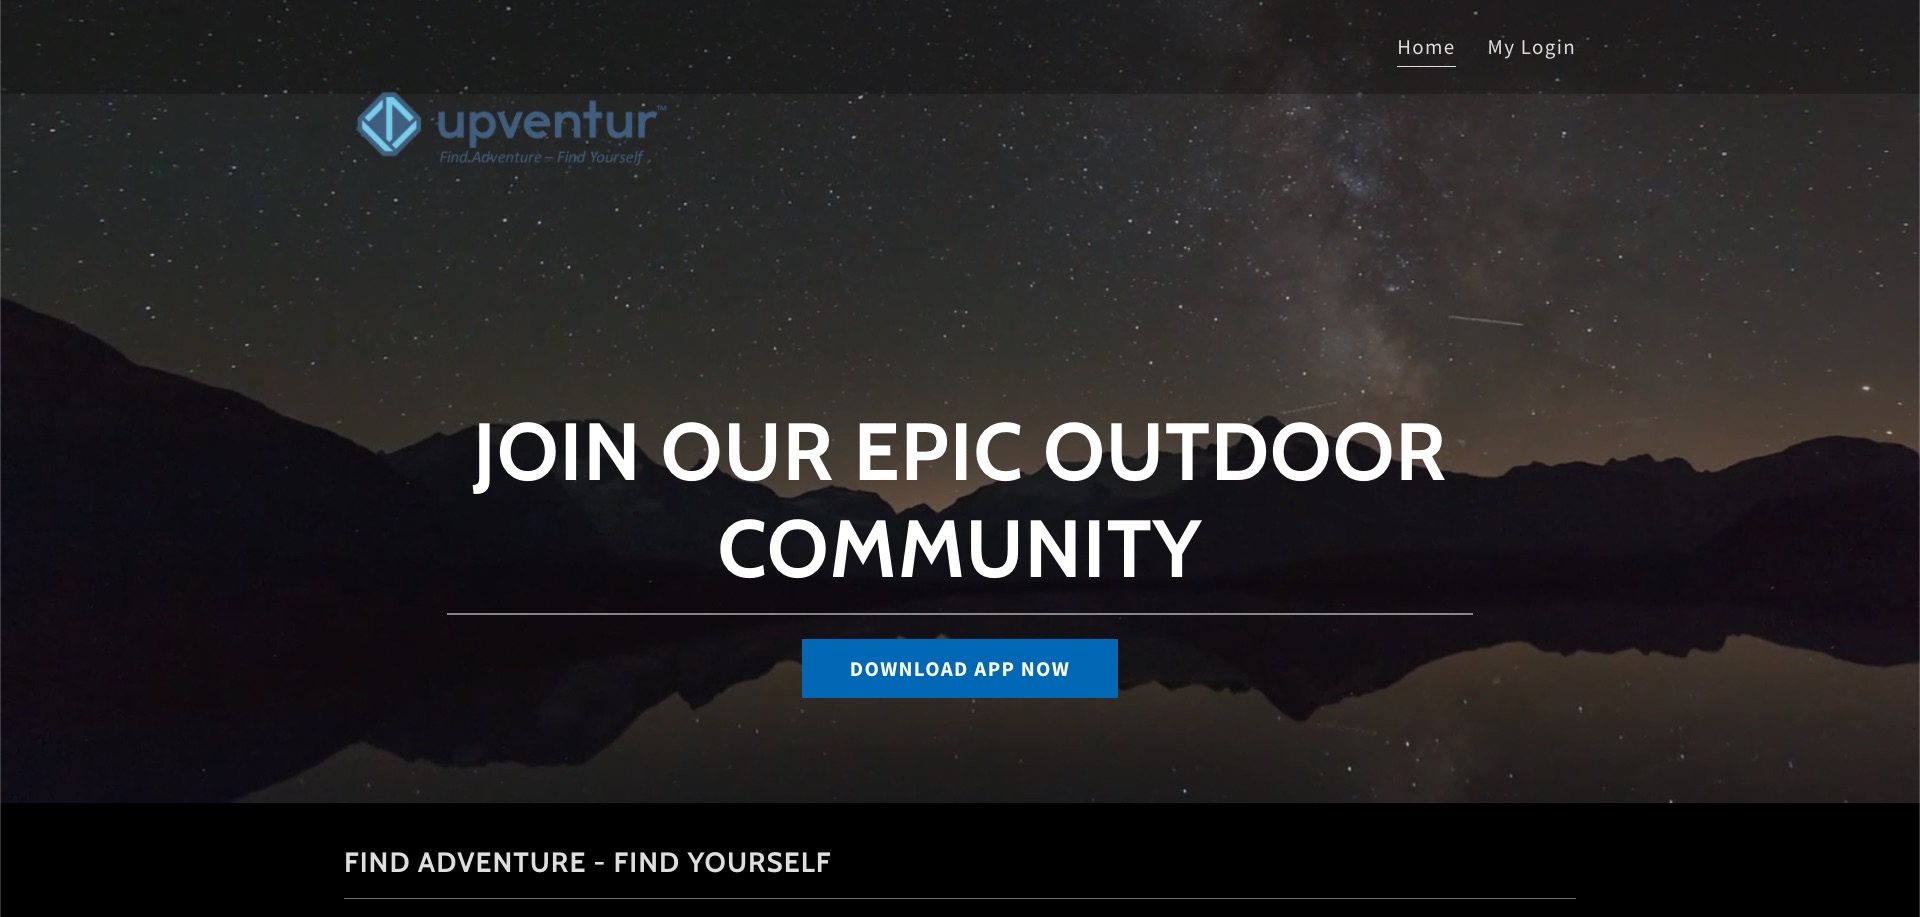 Home My Login
upventur™
Find Adventure – Find Yourself
JOIN OUR EPIC OUTDOOR
COMMUNITY
DOWNLOAD APP NOW
FIND ADVENTURE - FIND YOURSELF